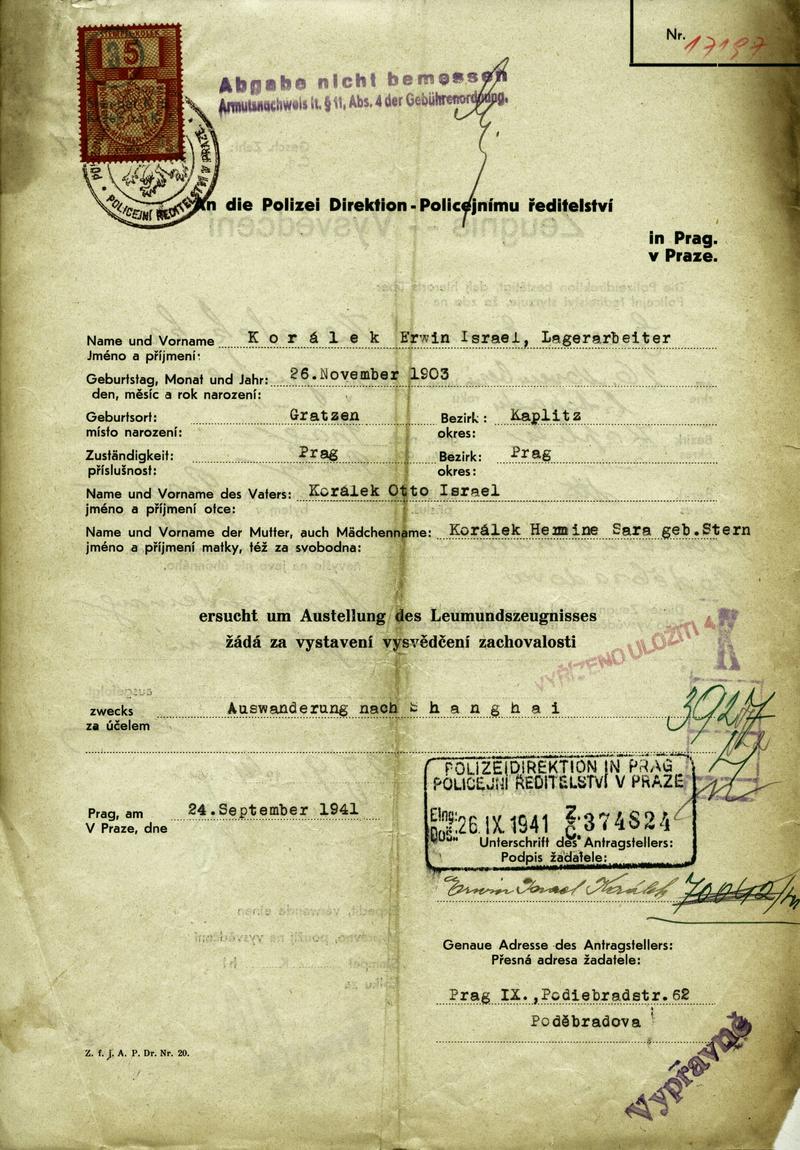 Nr. 17197
5
K
Abgabe nicht bemessen
Armutsnachweis lt. § 11, Abs. 4 der Gebührenordnung.
POLICEJNÍ ŘEDITELSTVÍ V PRAZE
An die Polizei Direktion - Policejnímu ředitelství
in Prag.
v Praze.
Name und Vorname Korálek Erwin Israel, Lagerarbeiter
Jméno a příjmení:
Geburtstag, Monat und Jahr: 26.November 1903
den, měsíc a rok narození:
Geburtsort: Gratzen Bezirk: Kaplitz
místo narození: okres:
Zuständigkeit: Prag Bezirk: Prag
příslušnost: okres:
Name und Vorname des Vaters: Korálek Otto Israel
jméno a příjmení otce:
Name und Vorname der Mutter, auch Mädchenname: Korálek Hermine Sara geb.Stern
jméno a příjmení matky, též za svobodna:
ersucht um Austellung des Leumundszeugnisses
žádá za vystavení vysvědčení zachovalosti
VYŘÍZENO ULOŽITI 4
K
zwecks Auswanderung nach Shanghai
za účelem
3927
POLIZEIDIREKTION IN PRAG
POLICEJNÍ ŘEDITELSTVÍ V PRAZE
Prag, am 24.September 1941
V Praze, dne
Eing:
Doš: 26. IX. 1941 Z. Č. 374824
Unterschrift des Antragstellers:
Podpis žadatele:
Erwin Israel Korálek
Genaue Adresse des Antragstellers:
Přesná adresa žadatele:
Prag IX.,Podiebradstr.62
Poděbradova
Z. f. J. A. P. Dr. Nr. 20.
Výpravně